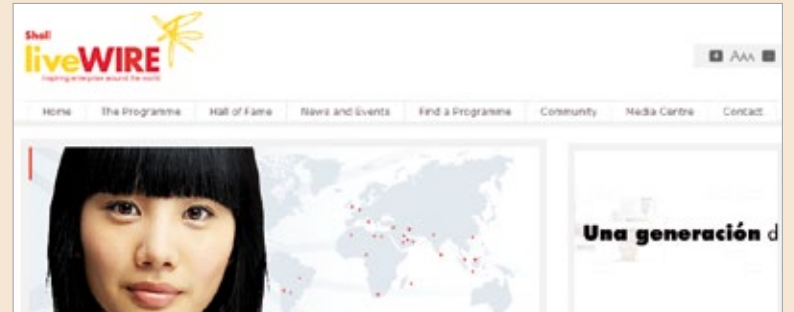 Shell
liveWIRE
Inspiring enterprise around the world
AAA
Home The Programme Hall of Fame News and Events Find a Programme Community Media Centre Contact
Una generación d